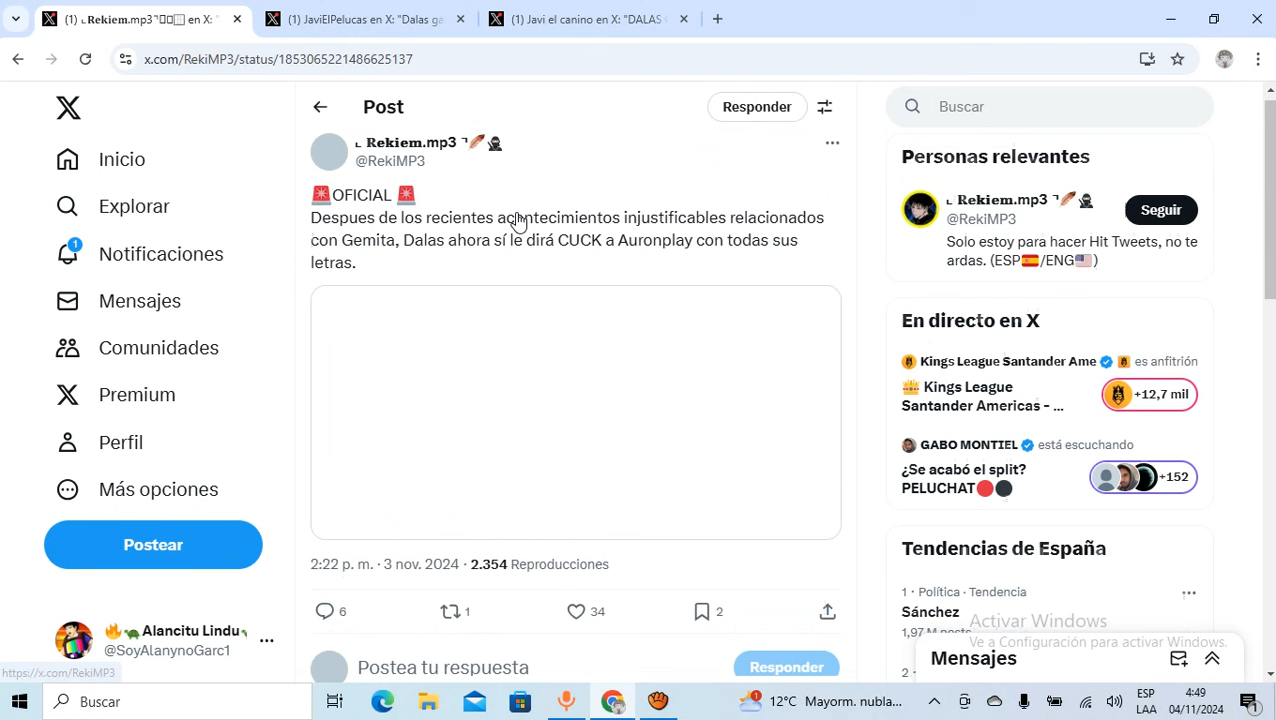 (1) ⌞ 𝐑𝐞𝐤𝐢𝐞𝐦.mp3 ⌝ en X: "
(1) JaviElPelucas en X: "Dalas ga
(1) Javi el canino en X: "DALAS
x.com/RekiMP3/status/1853065221486625137
Post
Responder
Buscar
⌞ 𝐑𝐞𝐤𝐢𝐞𝐦.mp3 ⌝🪶🥷
@RekiMP3
🚨OFICIAL 🚨
Despues de los recientes acontecimientos injustificables relacionados
con Gemita, Dalas ahora sí le dirá CUCK a Auronplay con todas sus
letras.
2:22 p. m. · 3 nov. 2024 · 2.354 Reproducciones
6
1
34
2
Postea tu respuesta
Responder
Inicio
Explorar
1
Notificaciones
Mensajes
Comunidades
Premium
Perfil
Más opciones
Postear
🔥🐢Alancitu Lindu
@SoyAlanynoGarc1
Personas relevantes
⌞ 𝐑𝐞𝐤𝐢𝐞𝐦.mp3 ⌝🪶🥷
@RekiMP3
Seguir
Solo estoy para hacer Hit Tweets, no te
ardas. (ESP🇪🇸/ENG🇺🇸)
En directo en X
Kings League Santander Ame es anfitrión
👑 Kings League
Santander Americas - ...
+12,7 mil
GABO MONTIEL está escuchando
¿Se acabó el split?
PELUCHAT🔴⚫
+152
Tendencias de España
1 · Política · Tendencia
Sánchez
1,97 M posts
2
Activar Windows
Ve a Configuración para activar Windows.
Mensajes
https://x.com/RekiMP3
Buscar
12°C Mayorm. nubla...
ESP
LAA
4:49
04/11/2024
1